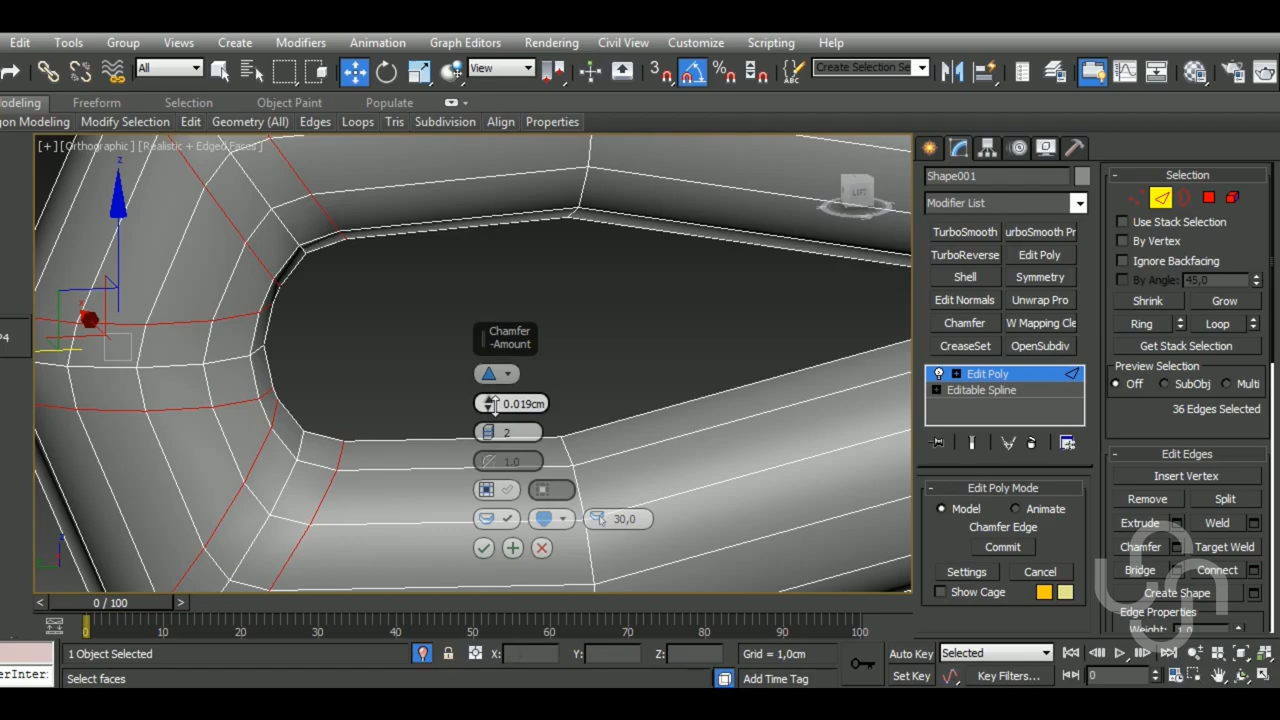 Edit Tools Group Views Create Modifiers Animation Graph Editors Rendering Civil View Customize Scripting Help
All View 3 ABC Create Selection Se
odeling Freeform Selection Object Paint Populate
gon Modeling Modify Selection Edit Geometry (All) Edges Loops Tris Subdivision Align Properties
[+] [Orthographic] [Realistic + Edged Faces]
z
x
LEFT
P4
Chamfer
-Amount
0.019cm
2
1.0
30,0
z
Shape001
Modifier List
TurboSmooth urboSmooth Pr
TurboReverse Edit Poly
Shell Symmetry
Edit Normals Unwrap Pro
Chamfer W Mapping Cle
CreaseSet OpenSubdiv
Edit Poly
Editable Spline
- Edit Poly Mode
Model Animate
Chamfer Edge
Commit
Settings Cancel
Show Cage
- Selection
Use Stack Selection
By Vertex
Ignore Backfacing
By Angle: 45,0
Shrink Grow
Ring Loop
Get Stack Selection
Preview Selection
Off SubObj Multi
36 Edges Selected
- Edit Edges
Insert Vertex
Remove Split
Extrude Weld
Chamfer Target Weld
Bridge Connect
Create Shape
Edge Properties
Weight: 1,0
< 0 / 100 >
0 10 20 30 40 50 60 70 80 90 100
1 Object Selected X: Y: Z: Grid = 1,0cm Auto Key Selected
erInter: Select faces Add Time Tag Set Key Key Filters... 0